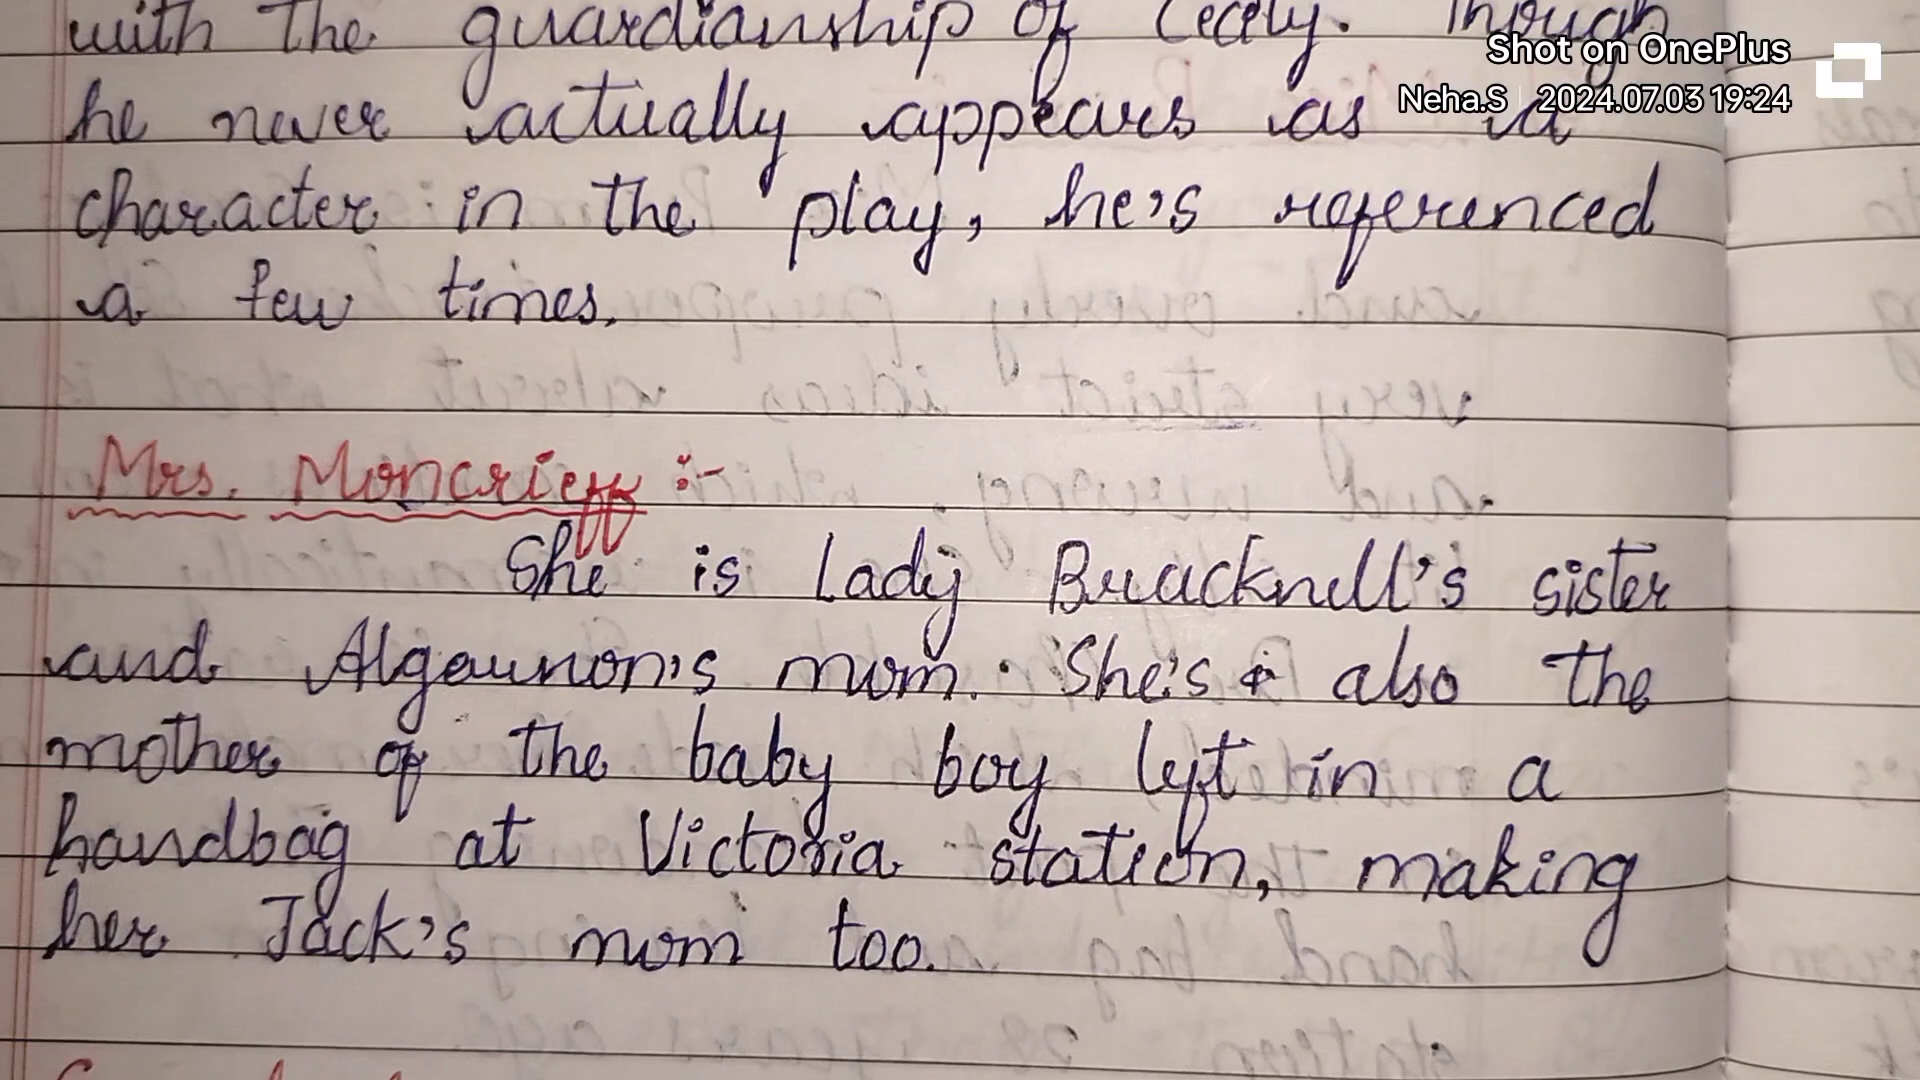 with the guardianship of Cecely. Though
Shot on OnePlus
Neha.S | 2024.07.03 19:24
he never actually appears as a
character in the play, he's referenced
a few times.
Mrs. Moncrieff :-
She is Lady Bracknell's sister
and Algaunon's mom. She's also the
mother of the baby boy left in a
handbag at Victoria station, making
her Jack's mom too.